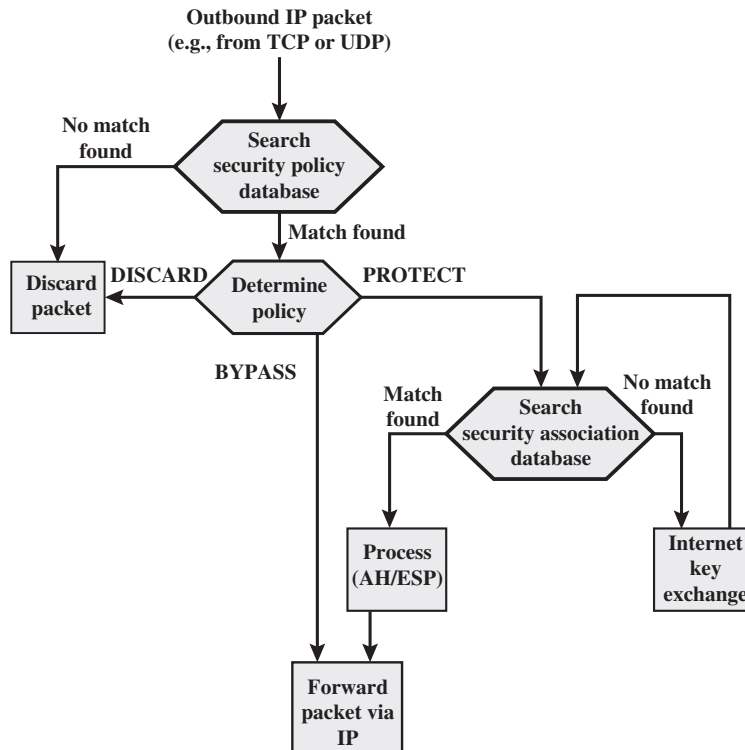 Outbound IP packet
(e.g., from TCP or UDP)
No match
found
Search
security policy
database
Match found
Discard
packet
DISCARD
Determine
policy
PROTECT
BYPASS
Match
found
Search
security association
database
No match
found
Process
(AH/ESP)
Internet
key
exchange
Forward
packet via
IP